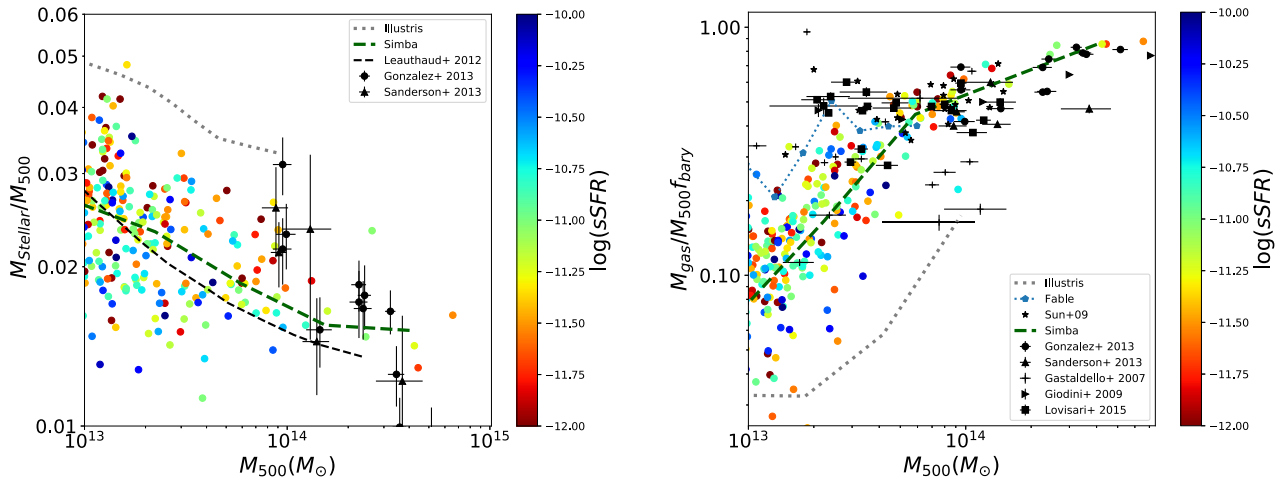 0.06
0.05
0.04
0.03
0.02
0.01
M_Stellar/M_500
10^13
10^14
10^15
M_500(M_⊙)
Illustris
Simba
Leauthaud+ 2012
Gonzalez+ 2013
Sanderson+ 2013
-10.00
-10.25
-10.50
-10.75
-11.00
-11.25
-11.50
-11.75
-12.00
log(sSFR)
1.00
0.10
M_gas/M_500 f_bary
10^13
10^14
M_500(M_⊙)
Illustris
Fable
Sun+09
Simba
Gonzalez+ 2013
Sanderson+ 2013
Gastaldello+ 2007
Giodini+ 2009
Lovisari+ 2015
-10.00
-10.25
-10.50
-10.75
-11.00
-11.25
-11.50
-11.75
-12.00
log(sSFR)